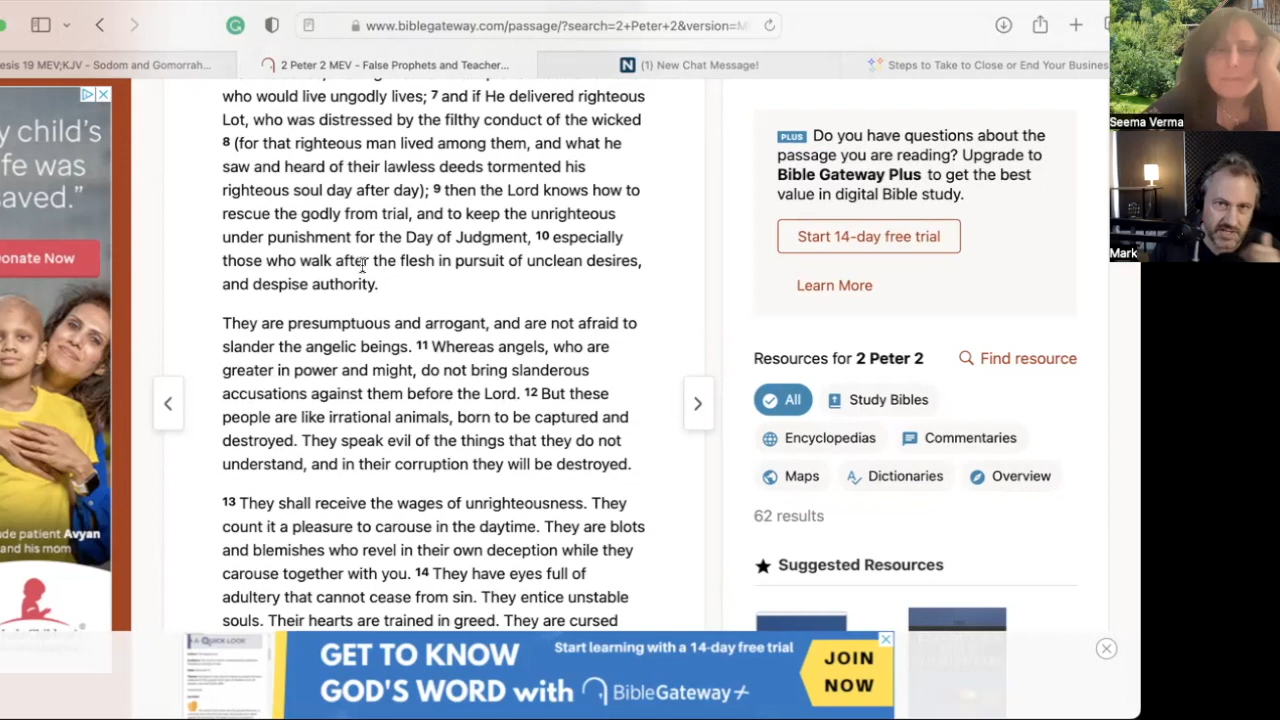 www.biblegateway.com/passage/?search=2+Peter+2&version=M
esis 19 MEV;KJV - Sodom and Gomorrah...
2 Peter 2 MEV - False Prophets and Teacher...
(1) New Chat Message!
Steps to Take to Close or End Your Busines
who would live ungodly lives; 7 and if He delivered righteous
Lot, who was distressed by the filthy conduct of the wicked
8 (for that righteous man lived among them, and what he
saw and heard of their lawless deeds tormented his
righteous soul day after day); 9 then the Lord knows how to
rescue the godly from trial, and to keep the unrighteous
under punishment for the Day of Judgment, 10 especially
those who walk after the flesh in pursuit of unclean desires,
and despise authority.
They are presumptuous and arrogant, and are not afraid to
slander the angelic beings. 11 Whereas angels, who are
greater in power and might, do not bring slanderous
accusations against them before the Lord. 12 But these
people are like irrational animals, born to be captured and
destroyed. They speak evil of the things that they do not
understand, and in their corruption they will be destroyed.
13 They shall receive the wages of unrighteousness. They
count it a pleasure to carouse in the daytime. They are blots
and blemishes who revel in their own deception while they
carouse together with you. 14 They have eyes full of
adultery that cannot cease from sin. They entice unstable
souls. Their hearts are trained in greed. They are cursed
y child's
fe was
saved."
onate Now
ude patient Avyan
and his mom
PLUS Do you have questions about the
passage you are reading? Upgrade to
Bible Gateway Plus to get the best
value in digital Bible study.
Start 14-day free trial
Learn More
Resources for 2 Peter 2
Find resource
All
Study Bibles
Encyclopedias
Commentaries
Maps
Dictionaries
Overview
62 results
Suggested Resources
A QUICK LOOK
GET TO KNOW
GOD'S WORD with
Start learning with a 14-day free trial
BibleGateway+
JOIN
NOW
Seema Verma
Mark